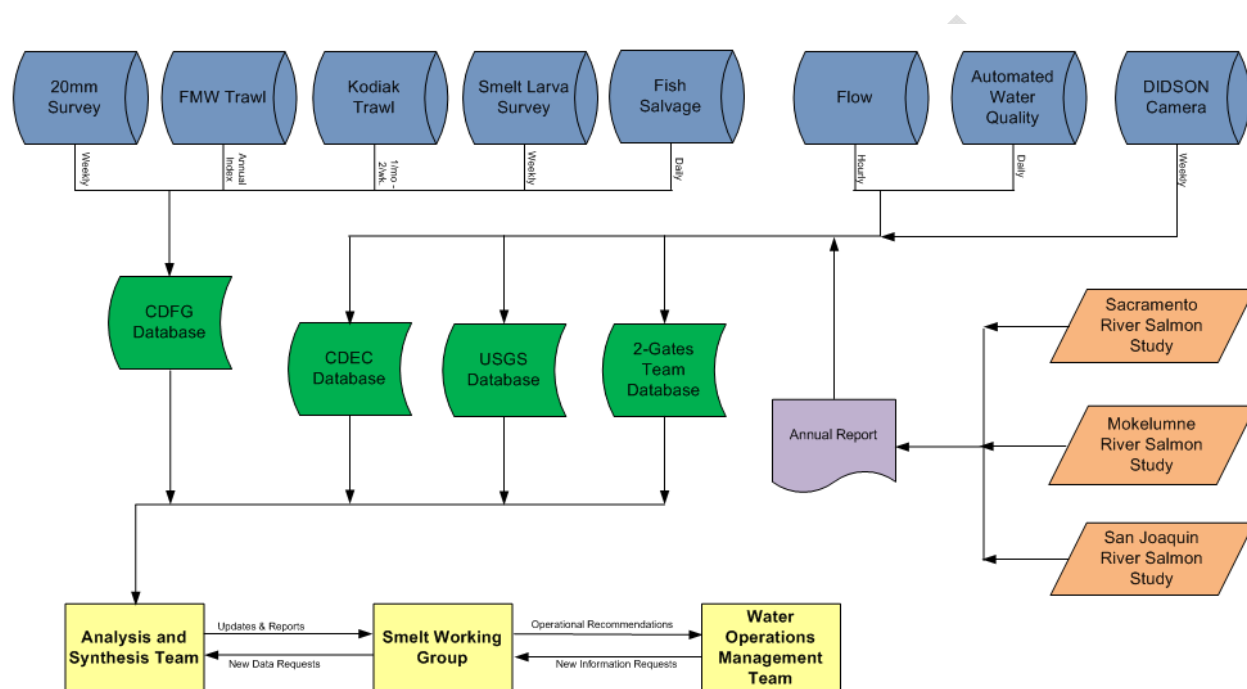 20mm
Survey
FMW Trawl
Kodiak
Trawl
Smelt Larva
Survey
Fish
Salvage
Flow
Automated
Water
Quality
DIDSON
Camera
Weekly
Annual
Index
1/mo -
2/wk.
Weekly
Daily
Hourly
Daily
Weekly
CDFG
Database
CDEC
Database
USGS
Database
2-Gates
Team
Database
Annual Report
Sacramento
River Salmon
Study
Mokelumne
River Salmon
Study
San Joaquin
River Salmon
Study
Analysis and
Synthesis Team
Updates & Reports
New Data Requests
Smelt Working
Group
Operational Recommendations
New Information Requests
Water
Operations
Management
Team